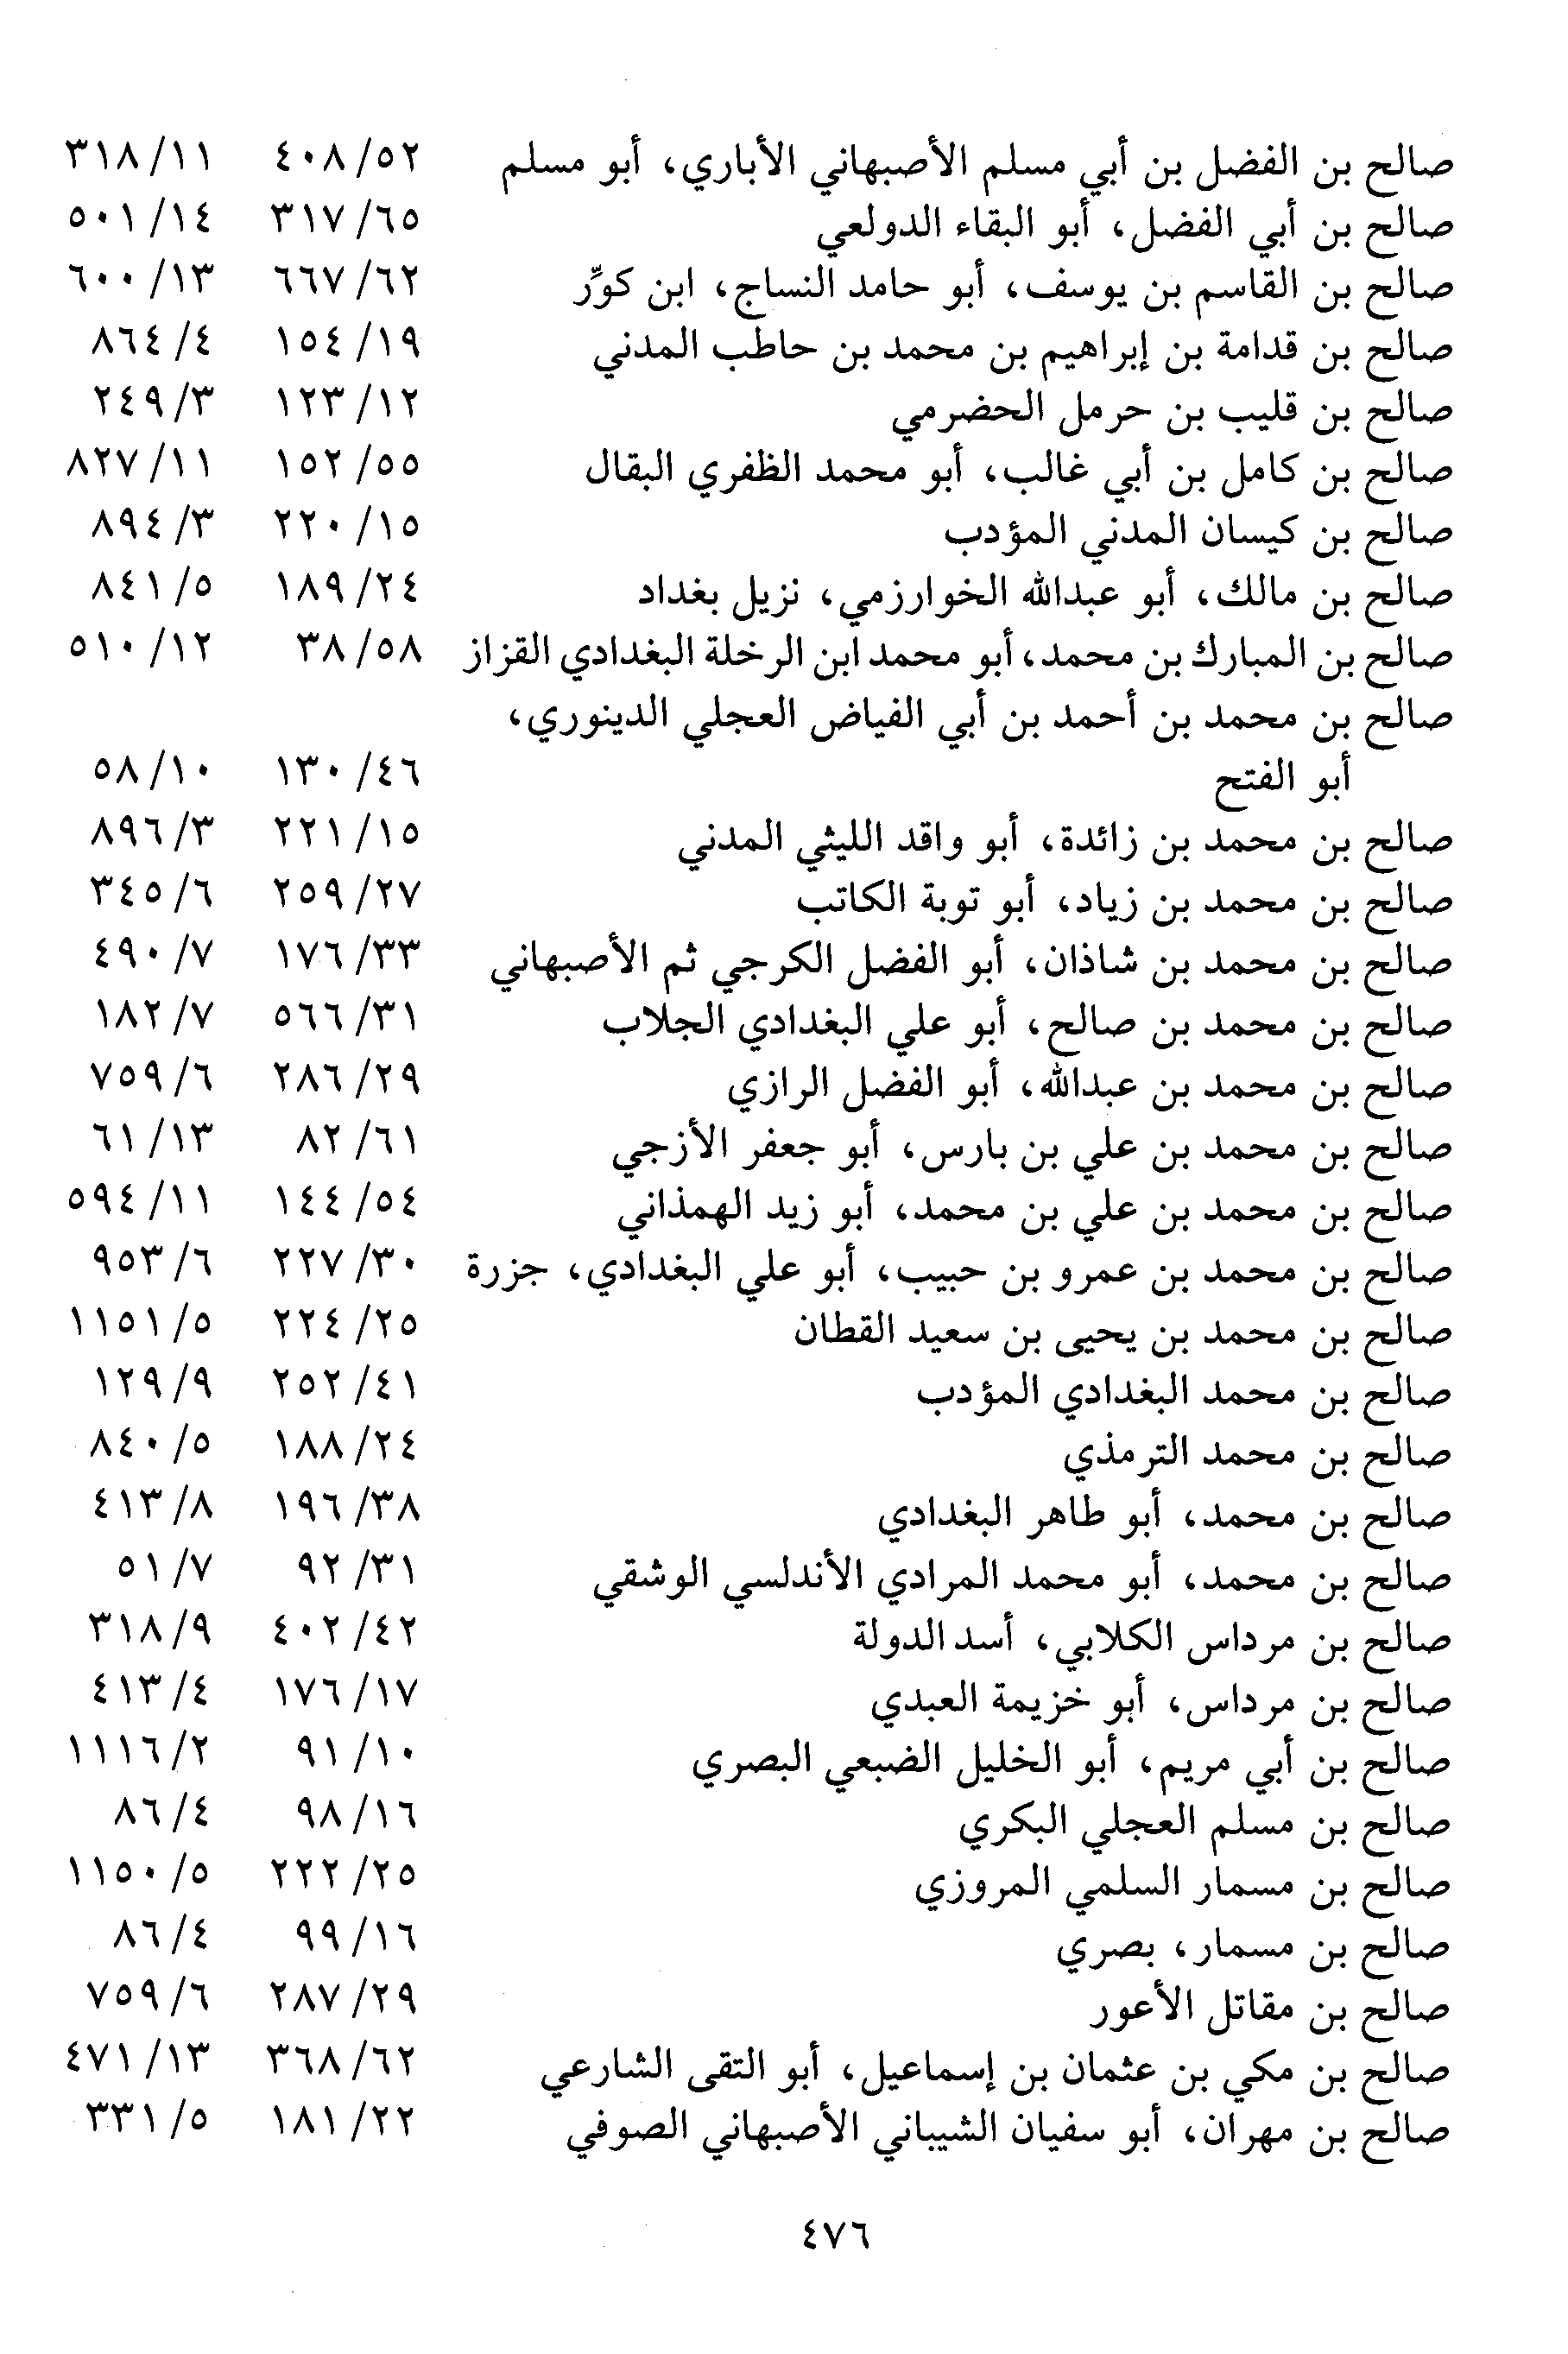 صالح بن الفضل بن أبي مسلم الأصبهاني الأباري، أبو مسلم ٥٢/ ٤٠٨ ١١/ ٣١٨
صالح بن أبي الفضل، أبو البقاء الدولعي ٦٥/ ٣١٧ ١٤/ ٥٠١
صالح بن القاسم بن يوسف، أبو حامد النساج، ابن كوِّر ٦٢/ ٦٦٧ ١٣/ ٦٠٠
صالح بن قدامة بن إبراهيم بن محمد بن حاطب المدني ١٩/ ١٥٤ ٤/ ٨٦٤
صالح بن قليب بن حرمل الحضرمي ١٢/ ١٢٣ ٣/ ٢٤٩
صالح بن كامل بن أبي غالب، أبو محمد الظفري البقال ٥٥/ ١٥٢ ١١/ ٨٢٧
صالح بن كيسان المدني المؤدب ١٥/ ٢٢٠ ٣/ ٨٩٤
صالح بن مالك، أبو عبدالله الخوارزمي، نزيل بغداد ٢٤/ ١٨٩ ٥/ ٨٤١
صالح بن المبارك بن محمد، أبو محمد ابن الرخلة البغدادي القزاز ٥٨/ ٣٨ ١٢/ ٥١٠
صالح بن محمد بن أحمد بن أبي الفياض العجلي الدينوري،
أبو الفتح ٤٦/ ١٣٠ ١٠/ ٥٨
صالح بن محمد بن زائدة، أبو واقد الليثي المدني ١٥/ ٢٢١ ٣/ ٨٩٦
صالح بن محمد بن زياد، أبو توبة الكاتب ٢٧/ ٢٥٩ ٦/ ٣٤٥
صالح بن محمد بن شاذان، أبو الفضل الكرجي ثم الأصبهاني ٣٣/ ١٧٦ ٧/ ٤٩٠
صالح بن محمد بن صالح، أبو علي البغدادي الجلاب ٣١/ ٥٦٦ ٧/ ١٨٢
صالح بن محمد بن عبدالله، أبو الفضل الرازي ٢٩/ ٢٨٦ ٦/ ٧٥٩
صالح بن محمد بن علي بن بارس، أبو جعفر الأزجي ٦١/ ٨٢ ١٣/ ٦١
صالح بن محمد بن علي بن محمد، أبو زيد الهمذاني ٥٤/ ١٤٤ ١١/ ٥٩٤
صالح بن محمد بن عمرو بن حبيب، أبو علي البغدادي، جزرة ٣٠/ ٢٢٧ ٦/ ٩٥٣
صالح بن محمد بن يحيى بن سعيد القطان ٢٥/ ٢٢٤ ٥/ ١١٥١
صالح بن محمد البغدادي المؤدب ٤١/ ٢٥٢ ٩/ ١٢٩
صالح بن محمد الترمذي ٢٤/ ١٨٨ ٥/ ٨٤٠
صالح بن محمد، أبو طاهر البغدادي ٣٨/ ١٩٦ ٨/ ٤١٣
صالح بن محمد، أبو محمد المرادي الأندلسي الوشقي ٣١/ ٩٢ ٧/ ٥١
صالح بن مرداس الكلابي، أسد الدولة ٤٢/ ٤٠٢ ٩/ ٣١٨
صالح بن مرداس، أبو خزيمة العبدي ١٧/ ١٧٦ ٤/ ٤١٣
صالح بن أبي مريم، أبو الخليل الضبعي البصري ١٠/ ٩١ ٢/ ١١١٦
صالح بن مسلم العجلي البكري ١٦/ ٩٨ ٤/ ٨٦
صالح بن مسمار السلمي المروزي ٢٥/ ٢٢٢ ٥/ ١١٥٠
صالح بن مسمار، بصري ١٦/ ٩٩ ٤/ ٨٦
صالح بن مقاتل الأعور ٢٩/ ٢٨٧ ٦/ ٧٥٩
صالح بن مكي بن عثمان بن إسماعيل، أبو التقى الشارعي ٦٢/ ٣٦٨ ١٣/ ٤٧١
صالح بن مهران، أبو سفيان الشيباني الأصبهاني الصوفي ٢٢/ ١٨١ ٥/ ٣٣١
٤٧٦